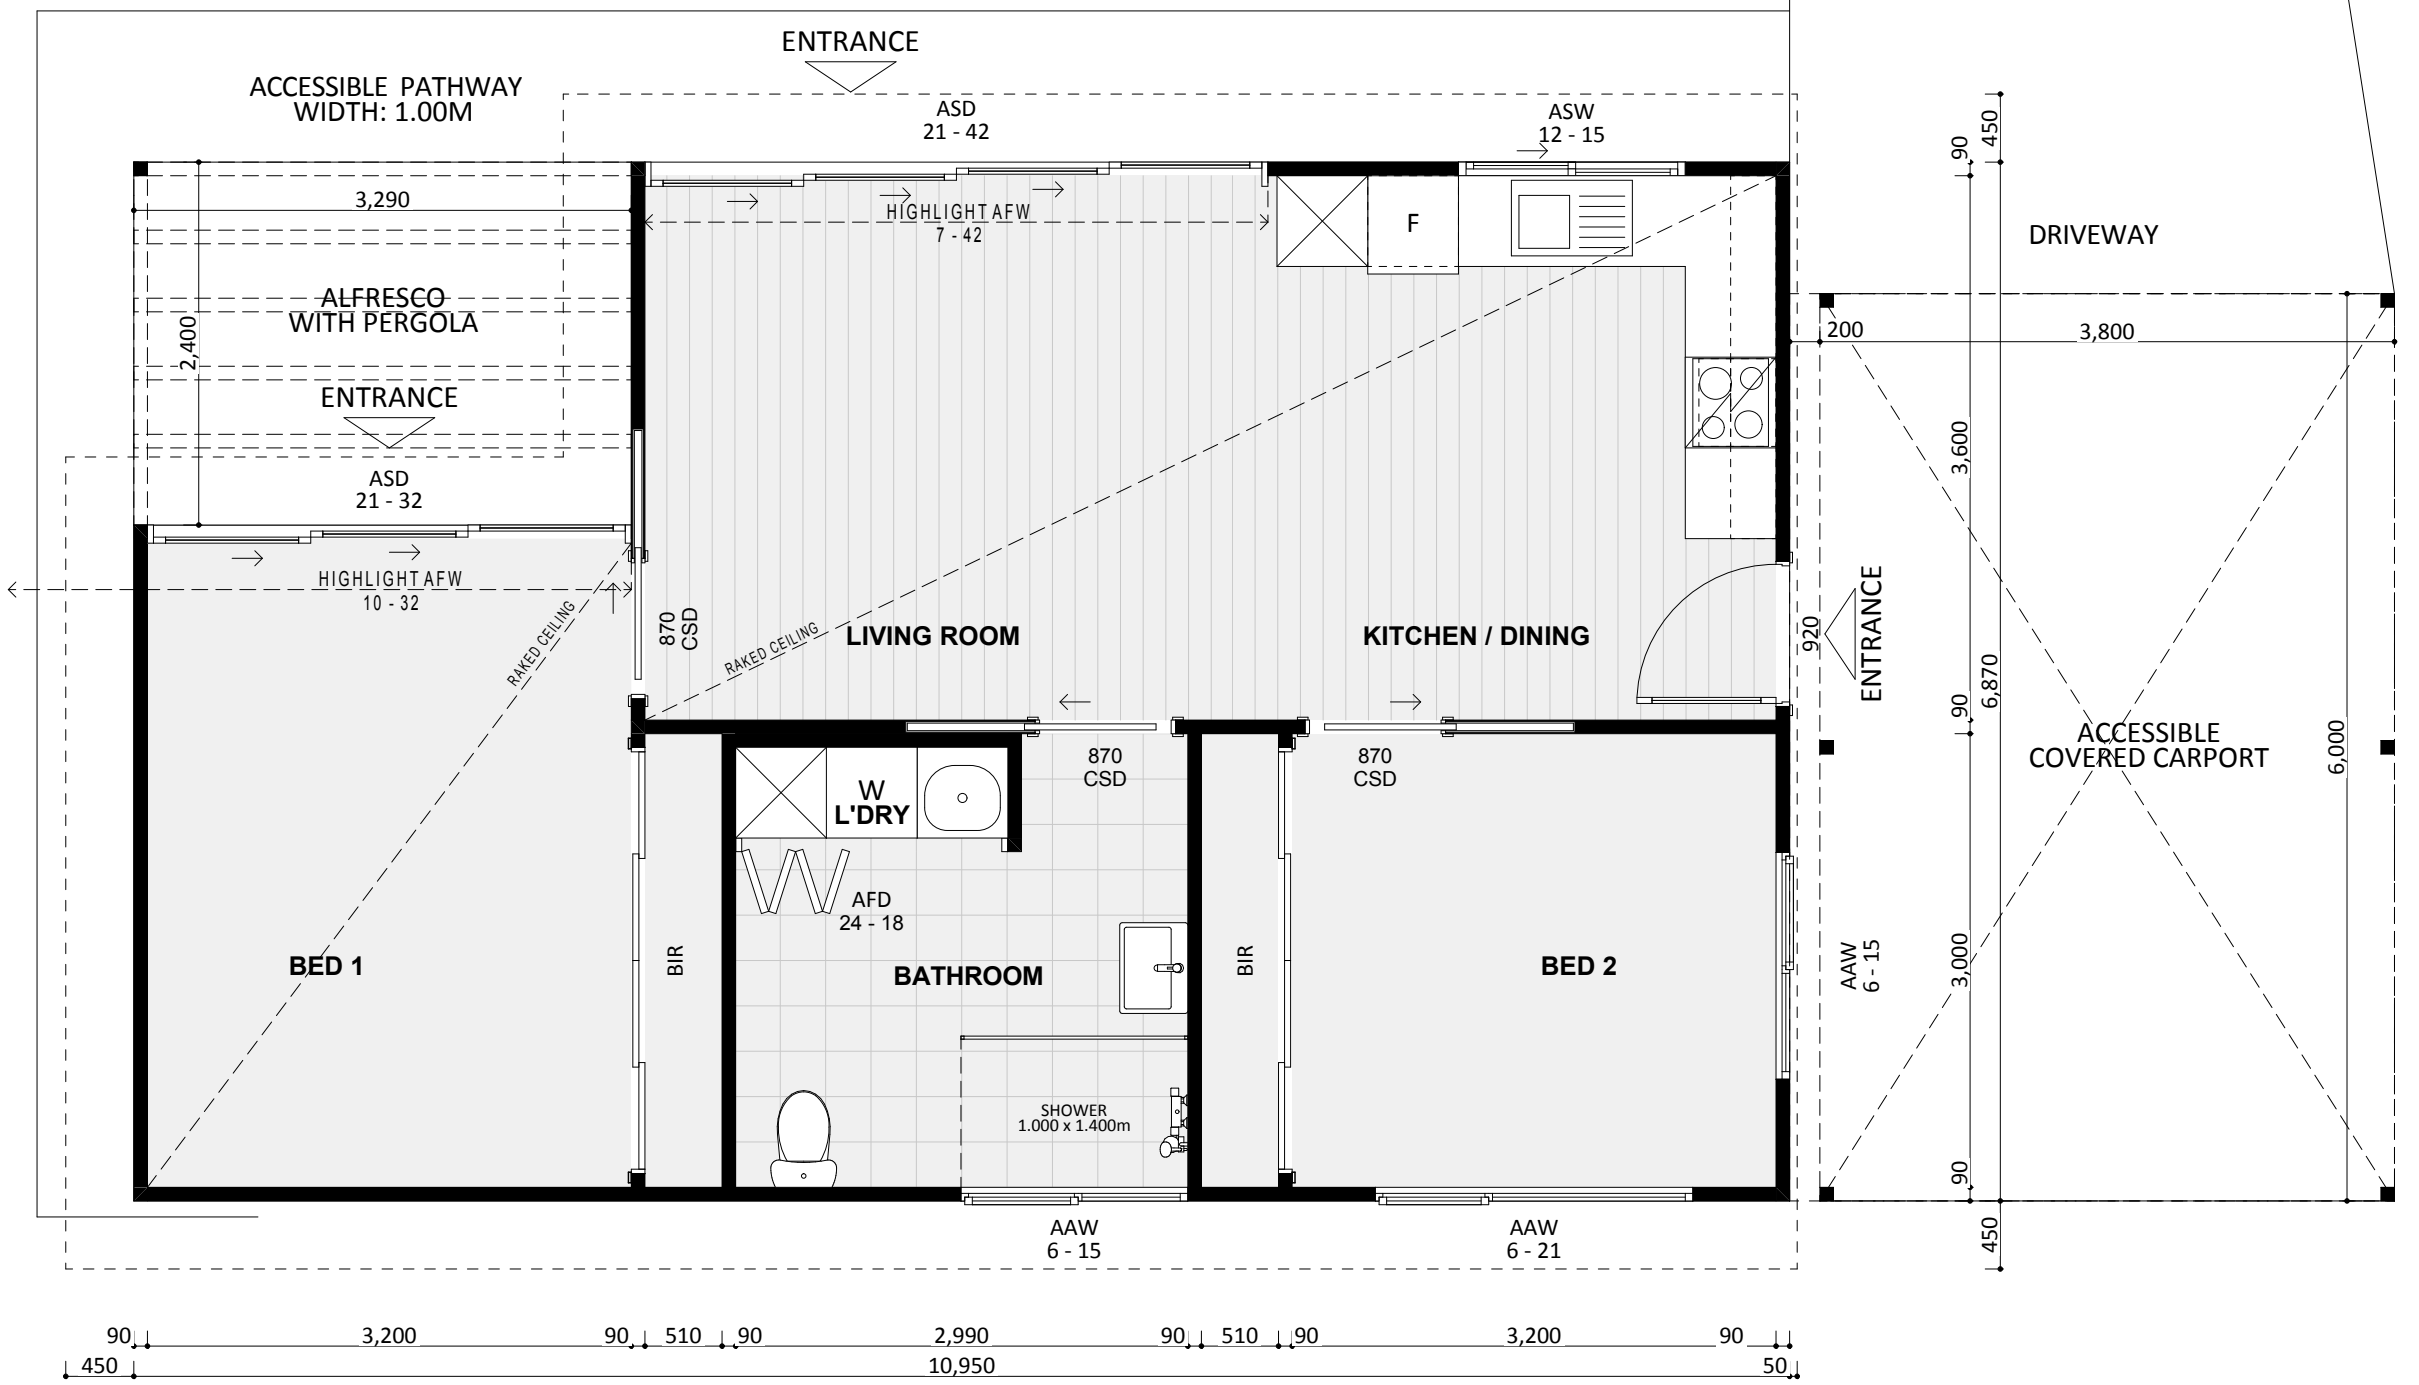 ENTRANCE
ACCESSIBLE PATHWAY
WIDTH: 1.00M
ASD
21 - 42
ASW
12 - 15
90
450
3,290
HIGHLIGHT AFW
7 - 42
F
DRIVEWAY
ALFRESCO
WITH PERGOLA
2,400
200
3,800
ENTRANCE
3,600
ASD
21 - 32
HIGHLIGHT AFW
10 - 32
RAKED CEILING
870
CSD
RAKED CEILING
LIVING ROOM
KITCHEN / DINING
920
ENTRANCE
90
6,870
ACCESSIBLE
COVERED CARPORT
6,000
870
CSD
870
CSD
W
L'DRY
AFD
24 - 18
BED 1
BIR
BATHROOM
BIR
BED 2
AAW
6 - 15
3,000
SHOWER
1.000 x 1.400m
90
AAW
6 - 15
AAW
6 - 21
450
90
3,200
90
510
90
2,990
90
510
90
3,200
90
450
10,950
50